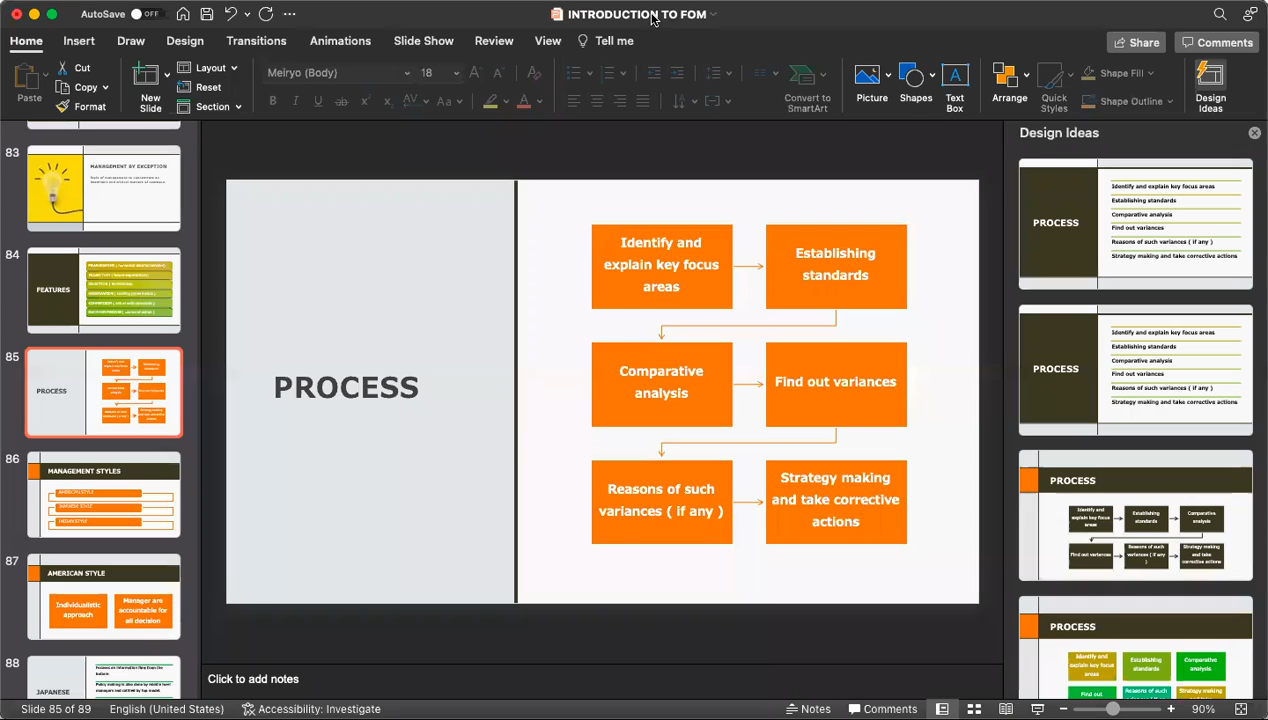 AutoSave OFF
INTRODUCTION TO FOM
Home Insert Draw Design Transitions Animations Slide Show Review View Tell me
Share Comments
Paste
Cut
Copy
Format
New
Slide
Layout
Reset
Section
Meiryo (Body) 18
Convert to
SmartArt
Picture
Shapes
Text
Box
Arrange
Quick
Styles
Shape Fill
Shape Outline
Design
Ideas
83
MANAGEMENT BY EXCEPTION
84
FEATURES
85
PROCESS
86
MANAGEMENT STYLES
AMERICAN STYLE
JAPANESE STYLE
INDIAN STYLE
87
AMERICAN STYLE
Individualistic
approach
Manager are
accountable for
all decision
88
JAPANESE
PROCESS
Identify and
explain key focus
areas
Establishing
standards
Comparative
analysis
Find out variances
Reasons of such
variances ( if any )
Strategy making
and take corrective
actions
Click to add notes
Design Ideas
PROCESS
Identify and explain key focus areas
Establishing standards
Comparative analysis
Find out variances
Reasons of such variances ( if any )
Strategy making and take corrective actions
PROCESS
Identify and explain key focus areas
Establishing standards
Comparative analysis
Find out variances
Reasons of such variances ( if any )
Strategy making and take corrective actions
PROCESS
Identify and
explain key focus
areas
Establishing
standards
Comparative
analysis
Find out variances
Reasons of such
variances ( if any
)
Strategy making
and take
corrective actions
PROCESS
Identify and
explain key focus
areas
Establishing
standards
Comparative
analysis
Find out
Reasons of such
Strategy making
Slide 85 of 89 English (United States) Accessibility: Investigate
Notes Comments 90%